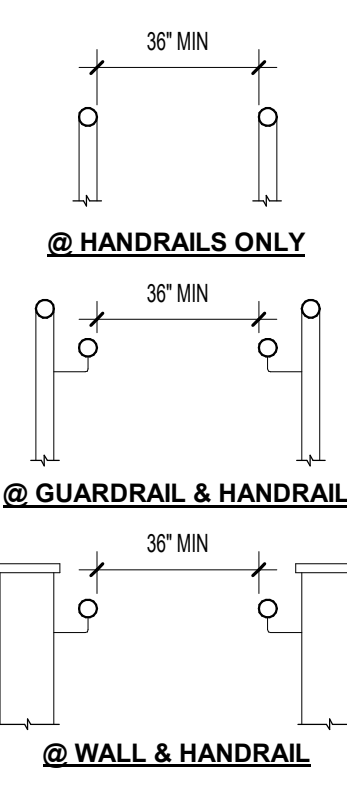 36" MIN
@ HANDRAILS ONLY
36" MIN
@ GUARDRAIL & HANDRAIL
36" MIN
@ WALL & HANDRAIL